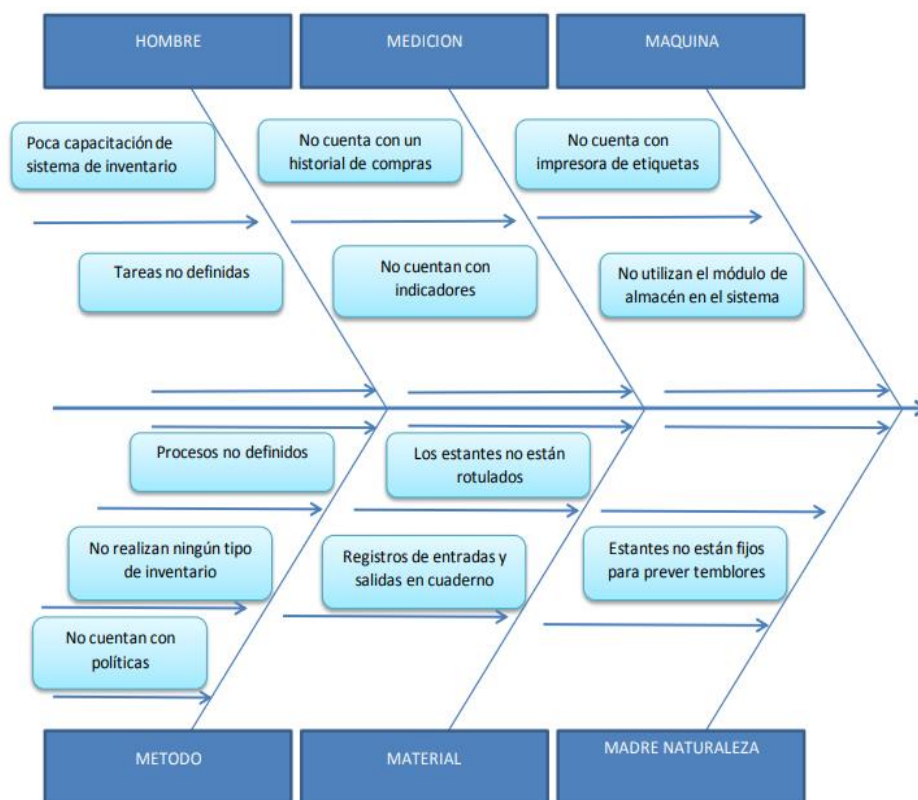 HOMBRE
MEDICION
MAQUINA
Poca capacitación de
sistema de inventario
No cuenta con un
historial de compras
No cuenta con
impresora de etiquetas
Tareas no definidas
No cuentan con
indicadores
No utilizan el módulo de
almacén en el sistema
Procesos no definidos
Los estantes no están
rotulados
No realizan ningún tipo
de inventario
Registros de entradas y
salidas en cuaderno
Estantes no están fijos
para prever temblores
No cuentan con
políticas
METODO
MATERIAL
MADRE NATURALEZA